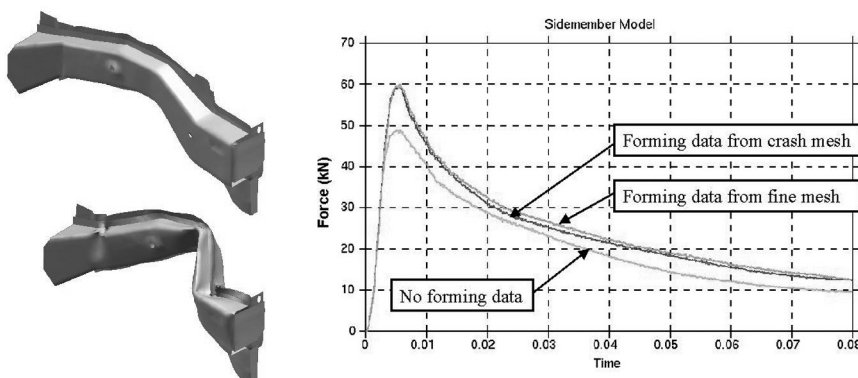 Sidemember Model
Force (kN)
70
60
50
40
30
20
10
0
Forming data from crash mesh
Forming data from fine mesh
No forming data
0 0.01 0.02 0.03 0.04 0.05 0.06 0.07 0.08
Time